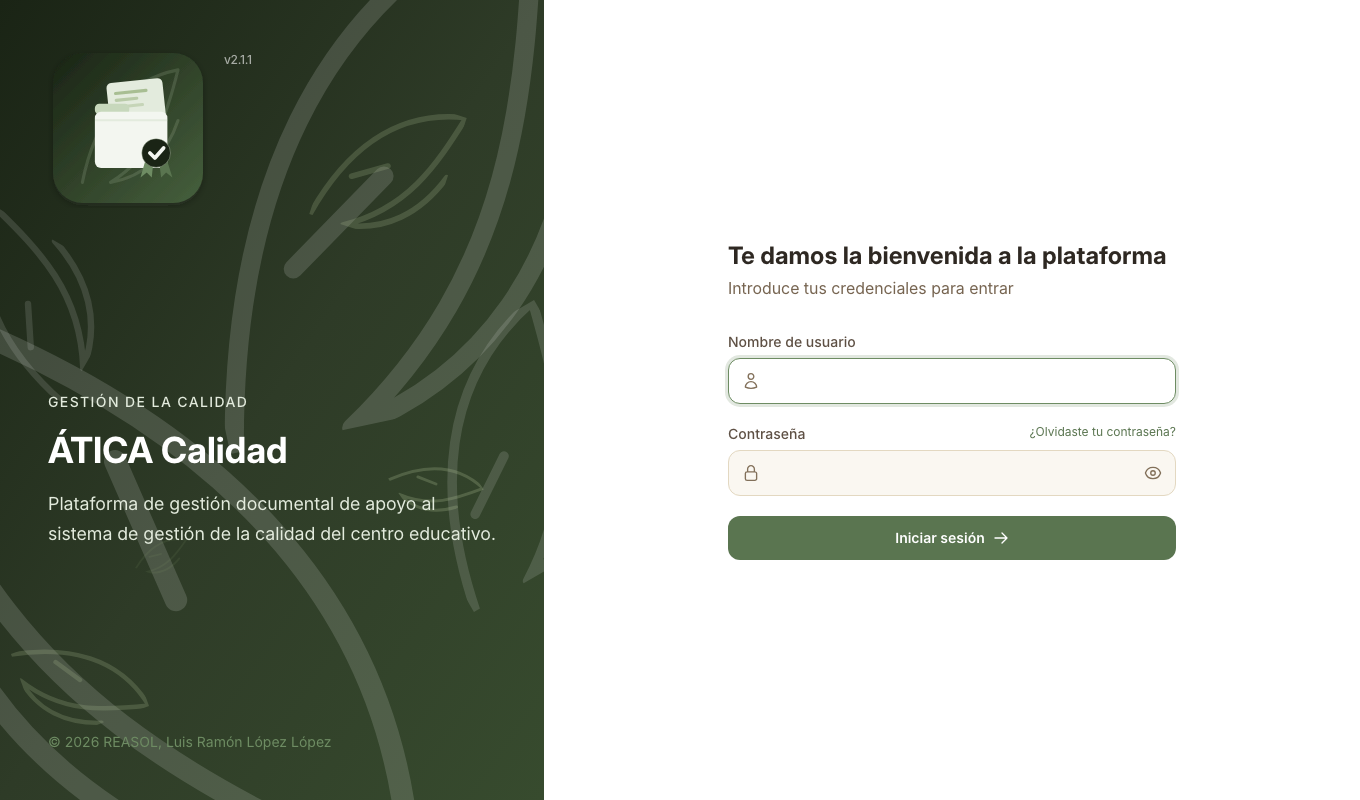 v2.1.1
GESTIÓN DE LA CALIDAD
ÁTICA Calidad
Plataforma de gestión documental de apoyo al
sistema de gestión de la calidad del centro educativo.
© 2026 REASOL, Luis Ramón López López
Te damos la bienvenida a la plataforma
Introduce tus credenciales para entrar
Nombre de usuario
Contraseña
¿Olvidaste tu contraseña?
Iniciar sesión